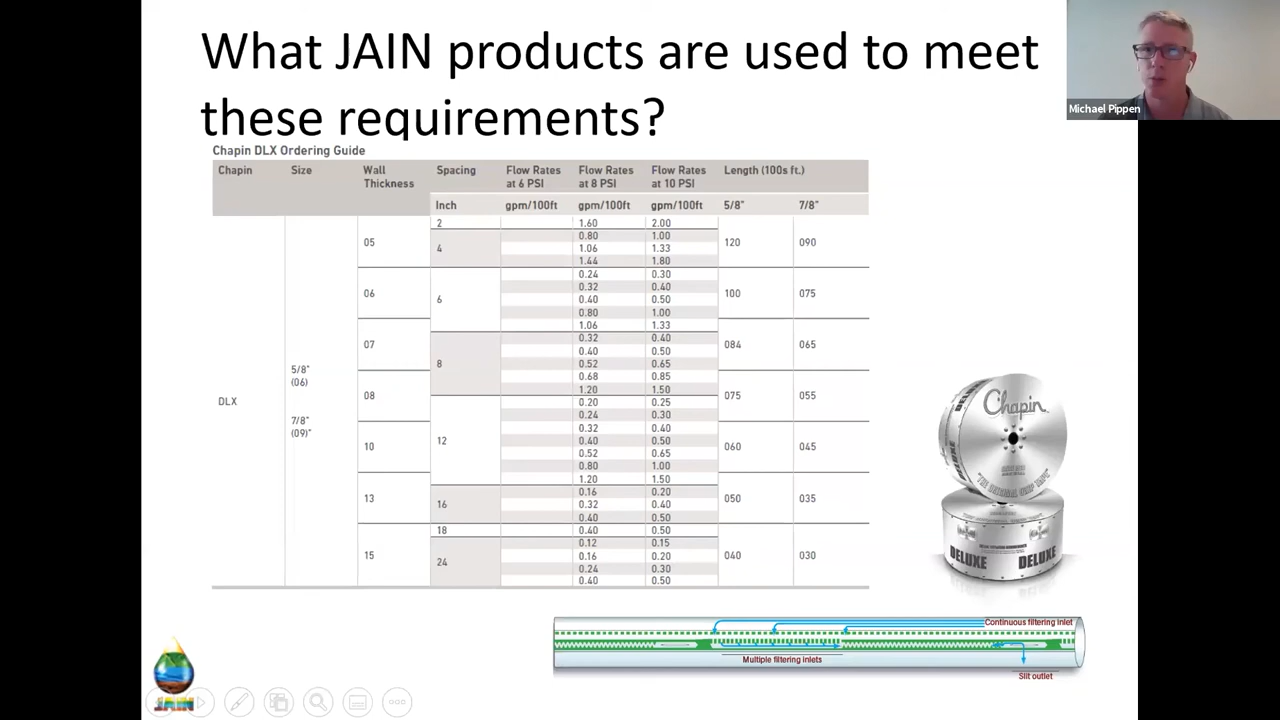 What JAIN products are used to meet
these requirements?
Michael Pippen
Chapin DLX Ordering Guide
Chapin Size Wall Thickness Spacing Flow Rates at 6 PSI Flow Rates at 8 PSI Flow Rates at 10 PSI Length (100s ft.)
Inch gpm/100ft gpm/100ft gpm/100ft 5/8" 7/8"
2 1.60 2.00
05 0.80 1.00 120 090
4 1.06 1.33
1.44 1.80
0.24 0.30
06 0.32 0.40 100 075
6 0.40 0.50
0.80 1.00
1.06 1.33
07 0.32 0.40 084 065
0.40 0.50
8 0.52 0.65
5/8" 0.68 0.85
(06) 1.20 1.50
08 0.20 0.25 075 055
DLX
7/8" 0.24 0.30
(09)" 0.32 0.40
12 0.40 0.50
10 0.52 0.65 060 045
0.80 1.00
1.20 1.50
13 0.16 0.20 050 035
16 0.32 0.40
0.40 0.50
18 0.40 0.50
0.12 0.15
15 0.16 0.20 040 030
24 0.24 0.30
0.40 0.50
Chapin
DELUXE
"THE ORIGINAL DRIP TAPE"
DELUXE DELUXE
Continuous filtering inlet
Multiple filtering inlets
Slit outlet
JAIN